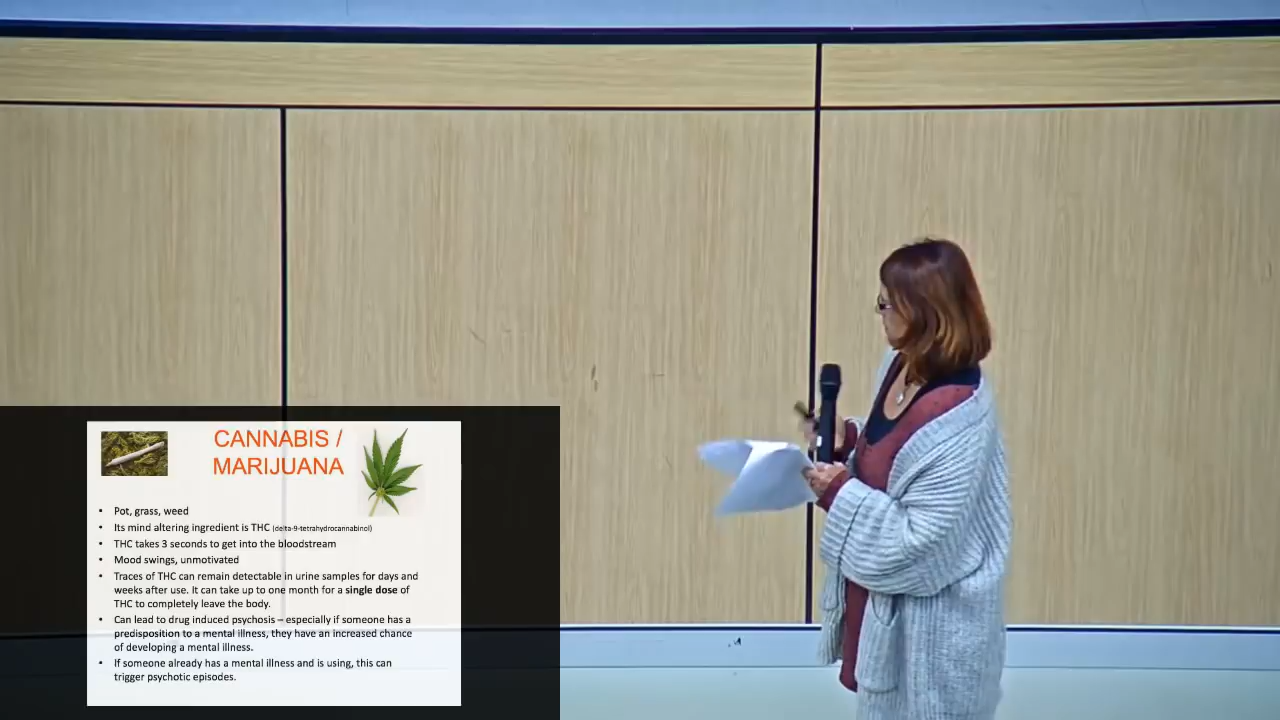 CANNABIS /
MARIJUANA
• Pot, grass, weed
• Its mind altering ingredient is THC (delta-9-tetrahydrocannabinol)
• THC takes 3 seconds to get into the bloodstream
• Mood swings, unmotivated
• Traces of THC can remain detectable in urine samples for days and
weeks after use. It can take up to one month for a single dose of
THC to completely leave the body.
• Can lead to drug induced psychosis – especially if someone has a
predisposition to a mental illness, they have an increased chance
of developing a mental illness.
• If someone already has a mental illness and is using, this can
trigger psychotic episodes.